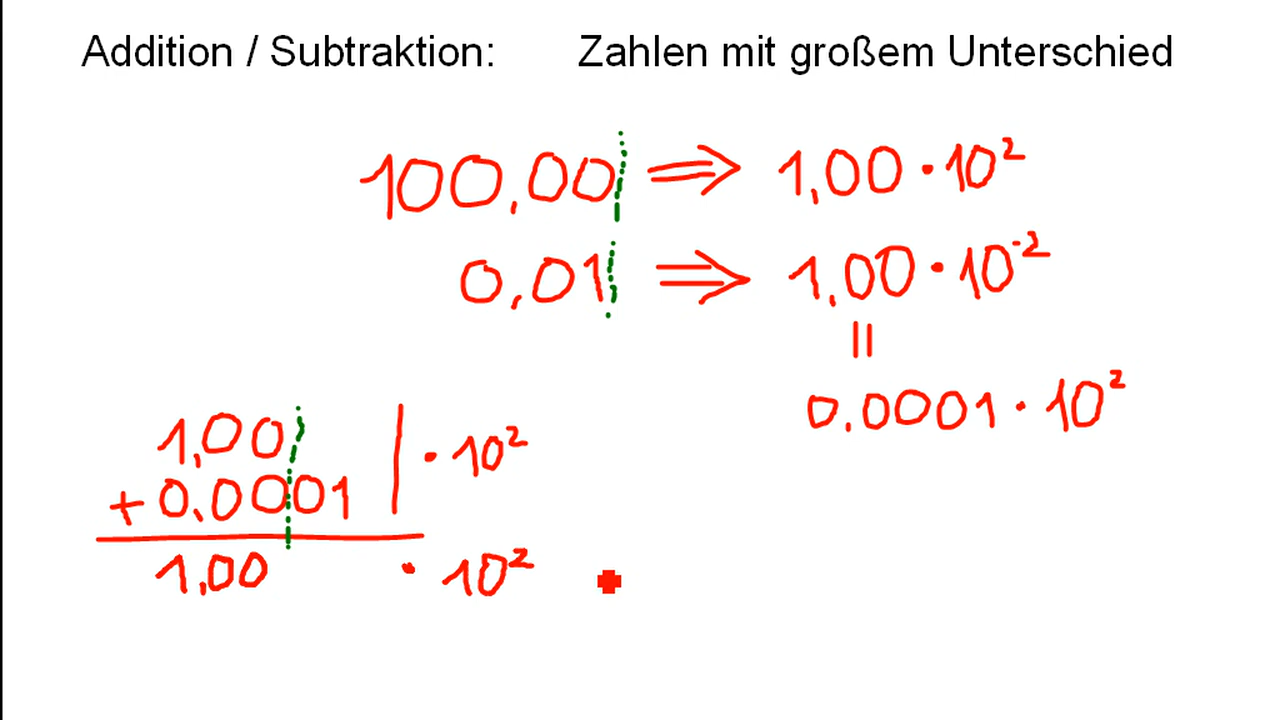 Addition / Subtraktion: Zahlen mit großem Unterschied
100,00 ⇒ 1,00 · 10²
0,01 ⇒ 1,00 · 10⁻²
=
0,0001 · 10²
1,00 | · 10²
+ 0,0001
1,00 · 10²